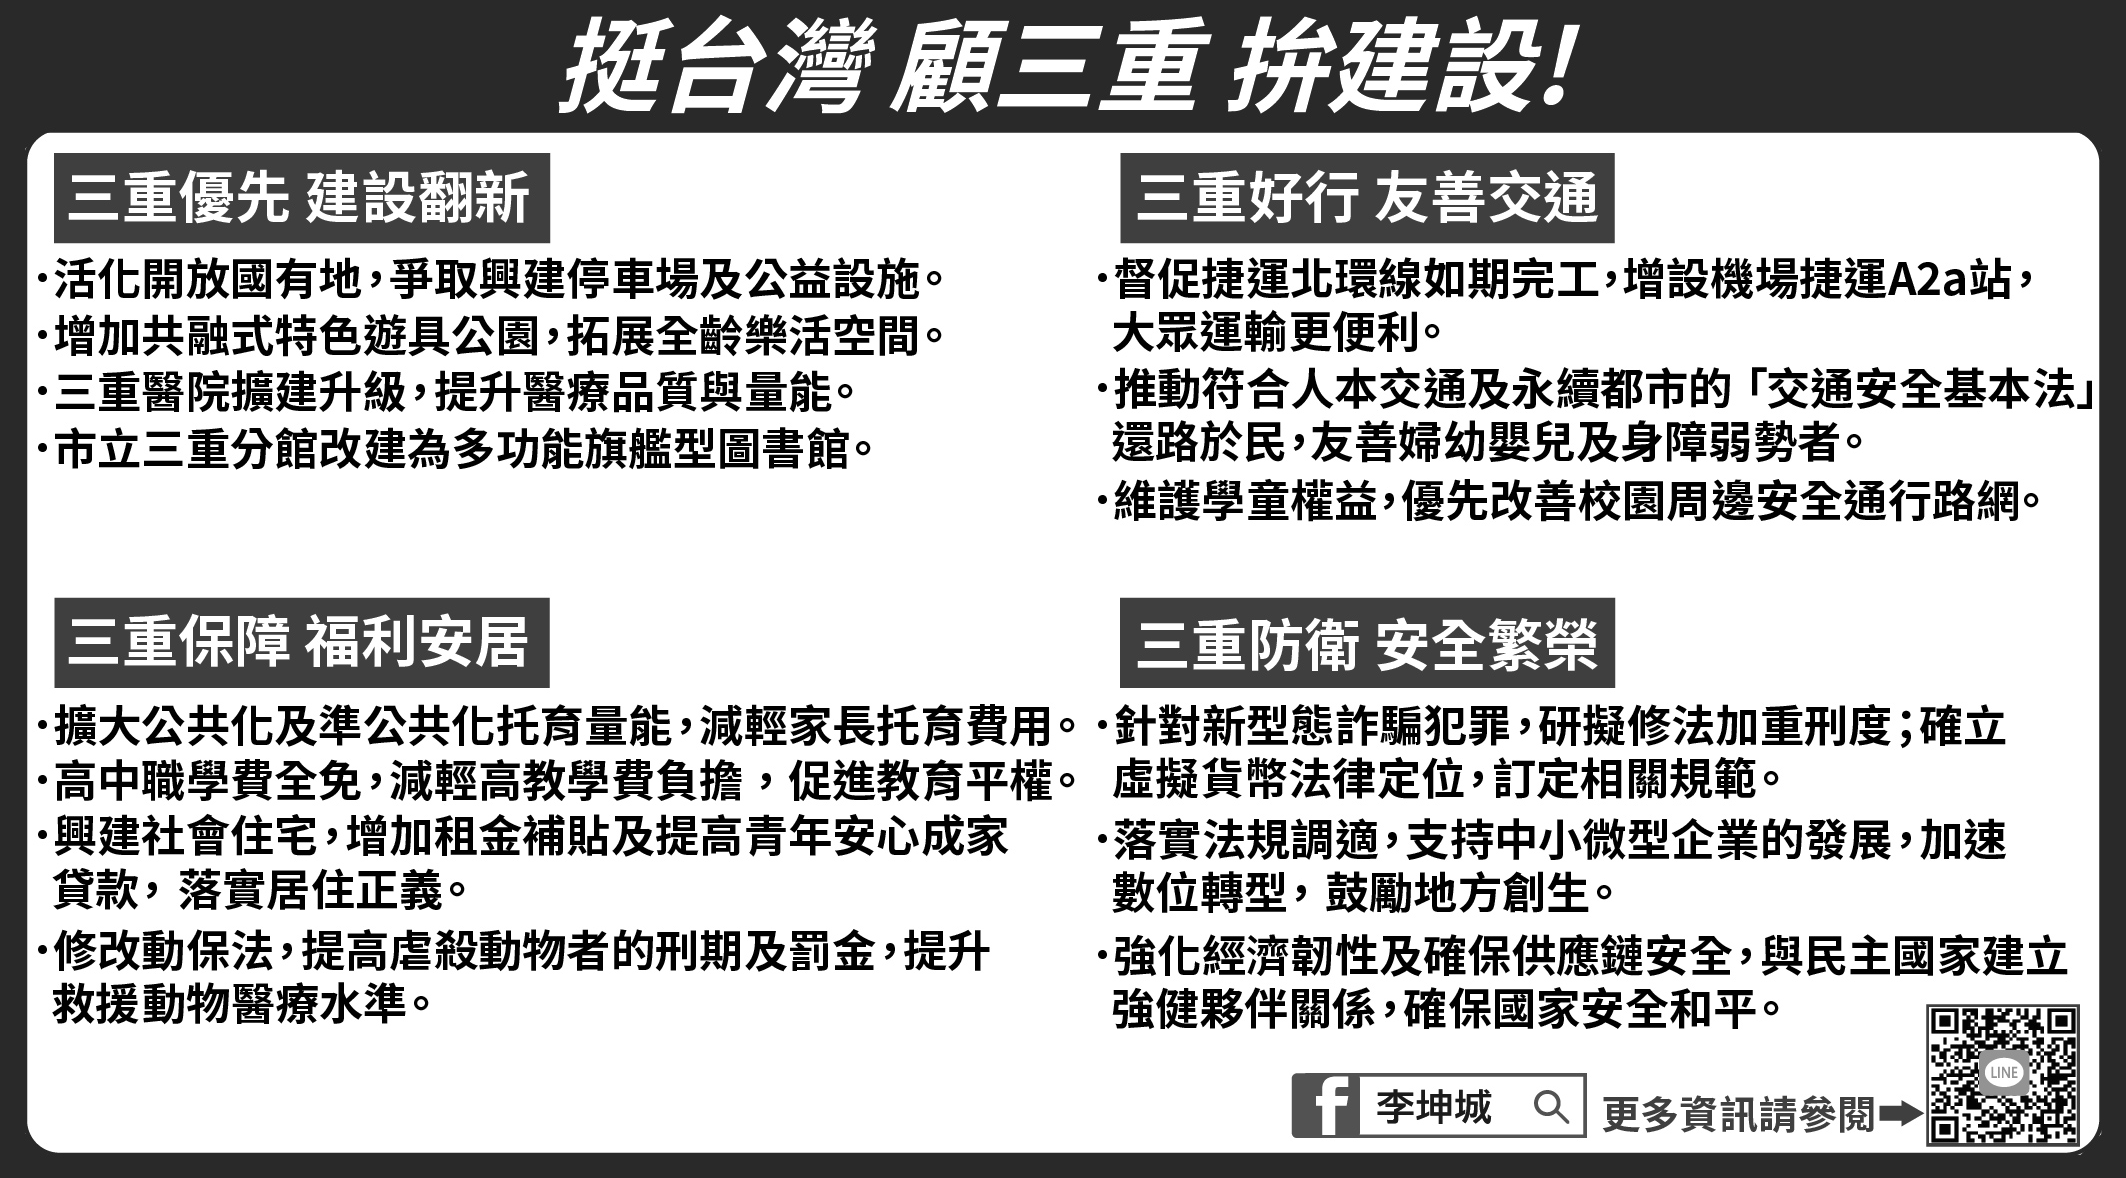 挺台灣 顧三重 拚建設!
三重優先 建設翻新
·活化開放國有地，爭取興建停車場及公益設施。
·增加共融式特色遊具公園，拓展全齡樂活空間。
·三重醫院擴建升級，提升醫療品質與量能。
·市立三重分館改建為多功能旗艦型圖書館。
三重好行 友善交通
·督促捷運北環線如期完工，增設機場捷運A2a站，
大眾運輸更便利。
·推動符合人本交通及永續都市的「交通安全基本法」
還路於民，友善婦幼嬰兒及身障弱勢者。
·維護學童權益，優先改善校園周邊安全通行路網。
三重保障 福利安居
·擴大公共化及準公共化托育量能，減輕家長托育費用。
·高中職學費全免，減輕高教學費負擔，促進教育平權。
·興建社會住宅，增加租金補貼及提高青年安心成家
貸款，落實居住正義。
·修改動保法，提高虐殺動物者的刑期及罰金，提升
救援動物醫療水準。
三重防衛 安全繁榮
·針對新型態詐騙犯罪，研擬修法加重刑度；確立
虛擬貨幣法律定位，訂定相關規範。
·落實法規調適，支持中小微型企業的發展，加速
數位轉型，鼓勵地方創生。
·強化經濟韌性及確保供應鏈安全，與民主國家建立
強健夥伴關係，確保國家安全和平。
f 李坤城
更多資訊請參閱
LINE